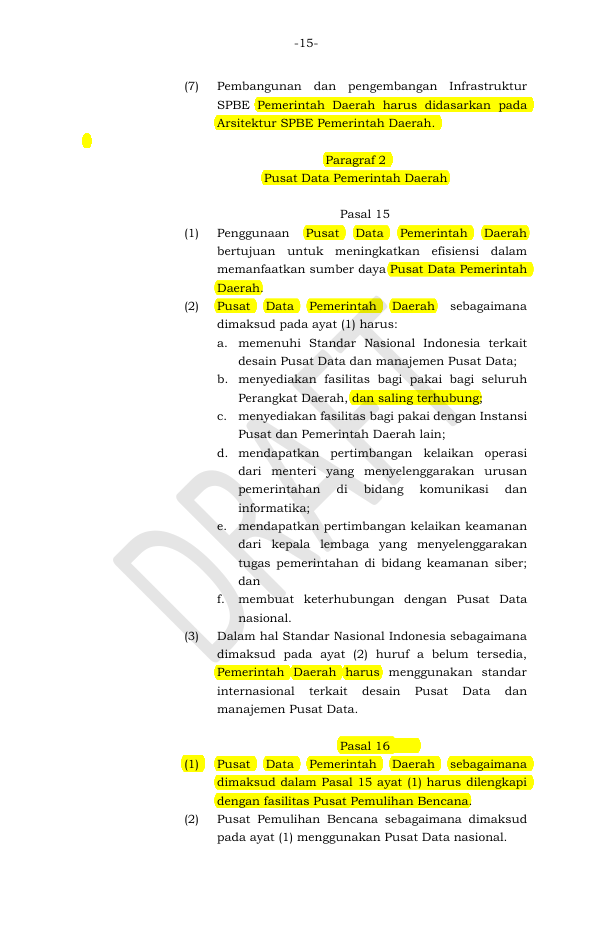 -15-
(7) Pembangunan dan pengembangan Infrastruktur
SPBE Pemerintah Daerah harus didasarkan pada
Arsitektur SPBE Pemerintah Daerah.
Paragraf 2
Pusat Data Pemerintah Daerah
Pasal 15
(1) Penggunaan Pusat Data Pemerintah Daerah
bertujuan untuk meningkatkan efisiensi dalam
memanfaatkan sumber daya Pusat Data Pemerintah
Daerah.
(2) Pusat Data Pemerintah Daerah sebagaimana
dimaksud pada ayat (1) harus:
a. memenuhi Standar Nasional Indonesia terkait
desain Pusat Data dan manajemen Pusat Data;
b. menyediakan fasilitas bagi pakai bagi seluruh
Perangkat Daerah, dan saling terhubung;
c. menyediakan fasilitas bagi pakai dengan Instansi
Pusat dan Pemerintah Daerah lain;
d. mendapatkan pertimbangan kelaikan operasi
dari menteri yang menyelenggarakan urusan
pemerintahan di bidang komunikasi dan
informatika;
e. mendapatkan pertimbangan kelaikan keamanan
dari kepala lembaga yang menyelenggarakan
tugas pemerintahan di bidang keamanan siber;
dan
f. membuat keterhubungan dengan Pusat Data
nasional.
(3) Dalam hal Standar Nasional Indonesia sebagaimana
dimaksud pada ayat (2) huruf a belum tersedia,
Pemerintah Daerah harus menggunakan standar
internasional terkait desain Pusat Data dan
manajemen Pusat Data.
Pasal 16
(1) Pusat Data Pemerintah Daerah sebagaimana
dimaksud dalam Pasal 15 ayat (1) harus dilengkapi
dengan fasilitas Pusat Pemulihan Bencana.
(2) Pusat Pemulihan Bencana sebagaimana dimaksud
pada ayat (1) menggunakan Pusat Data nasional.
DRAFT